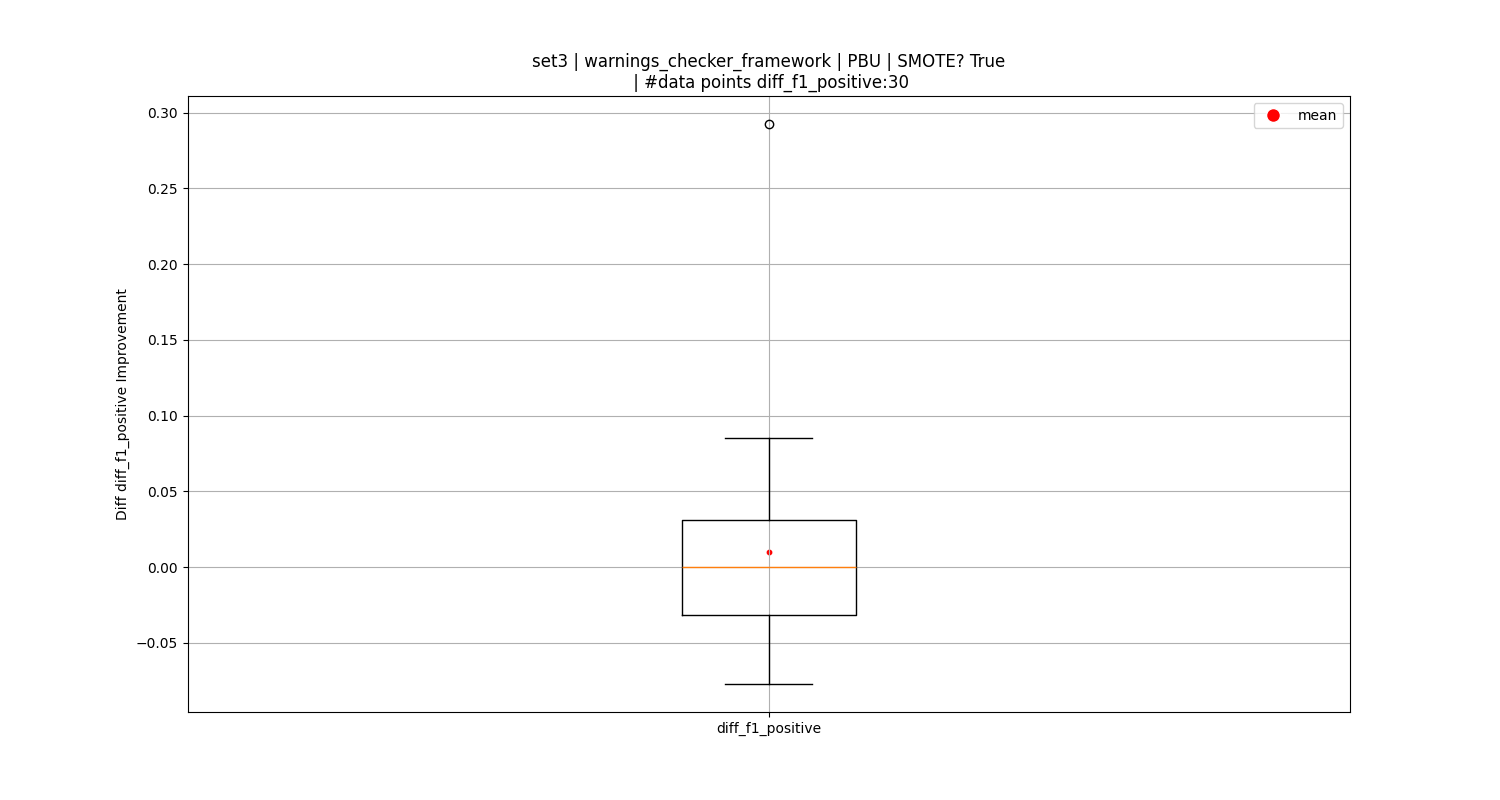 set3 | warnings_checker_framework | PBU | SMOTE? True
| #data points diff_f1_positive:30
mean
0.30
0.25
0.20
0.15
0.10
0.05
0.00
−0.05
Diff diff_f1_positive Improvement
diff_f1_positive